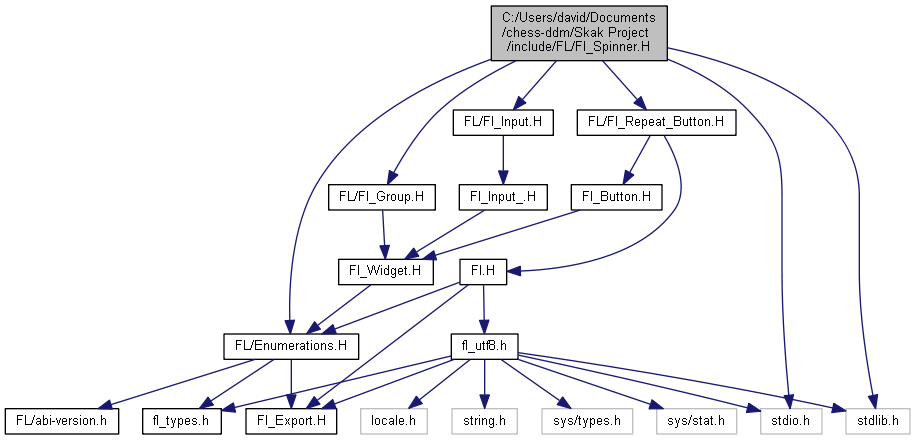 C:/Users/david/Documents
/chess-ddm/Skak Project
/include/FL/Fl_Spinner.H
FL/Fl_Input.H
FL/Fl_Repeat_Button.H
FL/Fl_Group.H
Fl_Input_.H
Fl_Button.H
Fl_Widget.H
Fl.H
FL/Enumerations.H
fl_utf8.h
FL/abi-version.h
fl_types.h
Fl_Export.H
locale.h
string.h
sys/types.h
sys/stat.h
stdio.h
stdlib.h